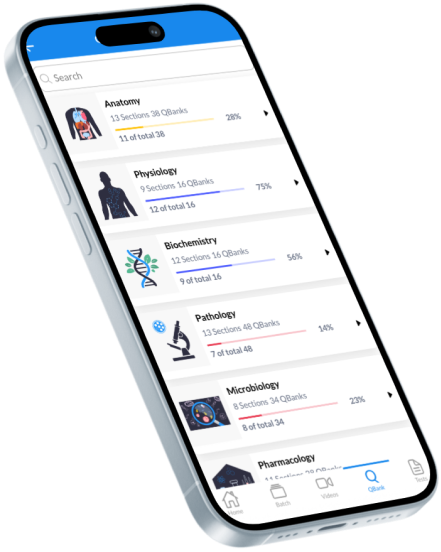 Search
Anatomy
13 Sections 38 QBanks
28%
11 of total 38
Physiology
9 Sections 16 QBanks
75%
12 of total 16
Biochemistry
12 Sections 16 QBanks
56%
9 of total 16
Pathology
13 Sections 48 QBanks
14%
7 of total 48
Microbiology
8 Sections 34 QBanks
23%
8 of total 34
Pharmacology
Home
Batch
Videos
QBank
Tests